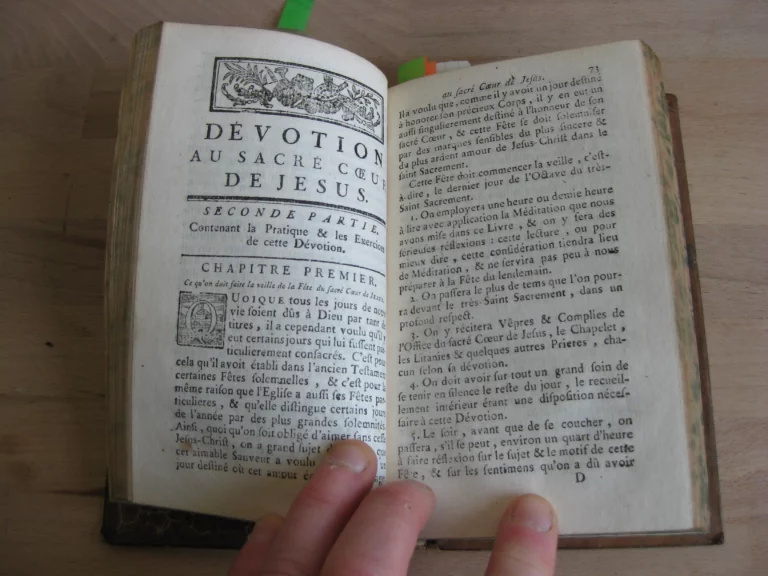 DÉVOTION
AU SACRÉ CŒUR
DE JESUS.
SECONDE PARTIE,
Contenant la Pratique & les Exercices
de cette Dévotion.
CHAPITRE PREMIER.
Ce qu'on doit faire la veille de la Fête du sacré Cœur de JESUS.
QUOIQUE tous les jours de notre
vie soient dûs à Dieu par tant de
titres, il a cependant voulu qu'il y
eut certains jours qui lui fussent par-
ticulierement consacrés. C'est pour
cela qu'il avoit établi dans l'ancien Testament
certaines Fêtes solemnelles, & c'est pour la
même raison que l'Eglise a aussi ses Fêtes par-
ticulieres, & qu'elle distingue certains jours
de l'année par des plus grandes solemnités.
Ainsi, quoi qu'on soit obligé d'aimer sans cesse
Jesus-Christ, on a grand sujet
cet aimable Sauveur a voulu
jour destiné où cet amour
au sacré Cœur de Jesus. 73
Il a voulu que, comme il y avoit un jour destiné
à honorer son précieux Corps, il y en eut un
aussi singulierement destiné à l'honneur de son
sacré Cœur, & cette Fête se doit solemniser
par des marques sensibles du plus sincere &
du plus ardent amour de Jesus-Christ dans le
saint Sacrement.
Cette Fête doit commencer la veille, c'est-
à-dire, le dernier jour de l'Octave du très-
Saint Sacrement.
1. On employera une heure ou demie heure
à lire avec application la Méditation que nous
avons mise dans ce Livre, & on y fera des
sérieuses réflexions : cette lecture, ou pour
mieux dire, cette considération tiendra lieu
de Méditation, & ne servira pas peu à nous
préparer à la Fête du lendemain.
2. On passera le plus de tems que l'on pour-
ra devant le très-Saint Sacrement, dans un
profond respect.
3. On y récitera Vêpres & Complies de
l'Office du sacré Cœur de Jesus, le Chapelet,
les Litanies & quelques autres Prieres, cha-
cun selon sa dévotion.
4. On doit avoir sur tout un grand soin de
se tenir en silence le reste du jour, le recueil-
lement intérieur étant une disposition néces-
saire à cette Dévotion.
5. Le soir, avant que de se coucher, on
passera, s'il se peut, environ un quart d'heure
à faire réflexion sur le sujet & le motif de cette
Fête, & sur les sentimens qu'on a dû avoir
D